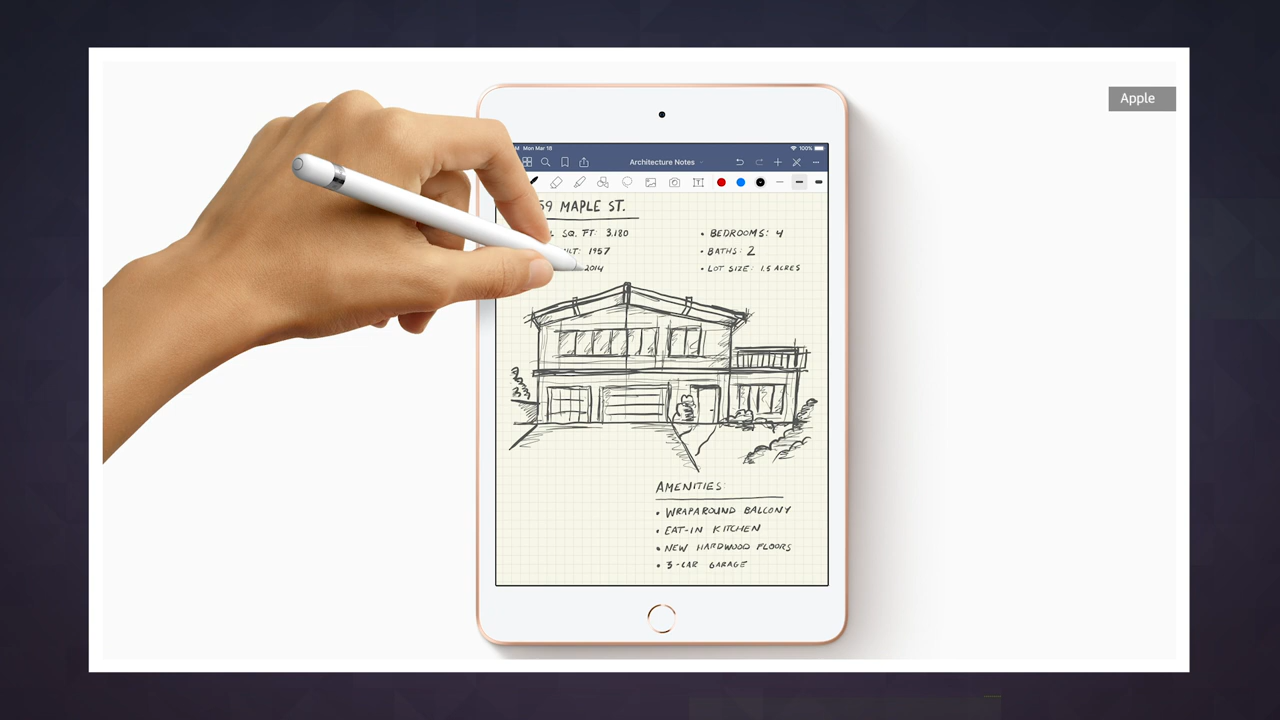 Apple
Mon Mar 18
100%
Architecture Notes
T
59 MAPLE ST.
SQ. FT: 3,180
1957
2014
• BEDROOMS: 4
• BATHS: 2
• LOT SIZE: 1.5 ACRES
AMENITIES:
• WRAPAROUND BALCONY
• EAT-IN KITCHEN
• NEW HARDWOOD FLOORS
• 3-CAR GARAGE